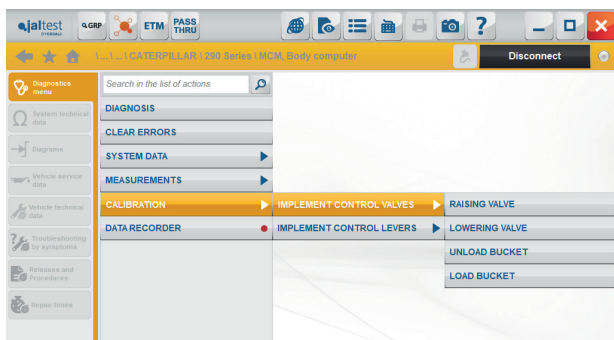 jaltest
COJALI
GRP
ETM
PASS
THRU
?
\...\...\ CATERPILLAR \ 290 Series \ MCM, Body computer
Disconnect
Diagnostics
menu
System technical
data
Diagrams
Vehicle service
data
Vehicle technical
data
Troubleshooting
by symptoms
Releases and
Procedures
Repair times
Search in the list of actions
DIAGNOSIS
CLEAR ERRORS
SYSTEM DATA
MEASUREMENTS
CALIBRATION
DATA RECORDER
IMPLEMENT CONTROL VALVES
IMPLEMENT CONTROL LEVERS
RAISING VALVE
LOWERING VALVE
UNLOAD BUCKET
LOAD BUCKET